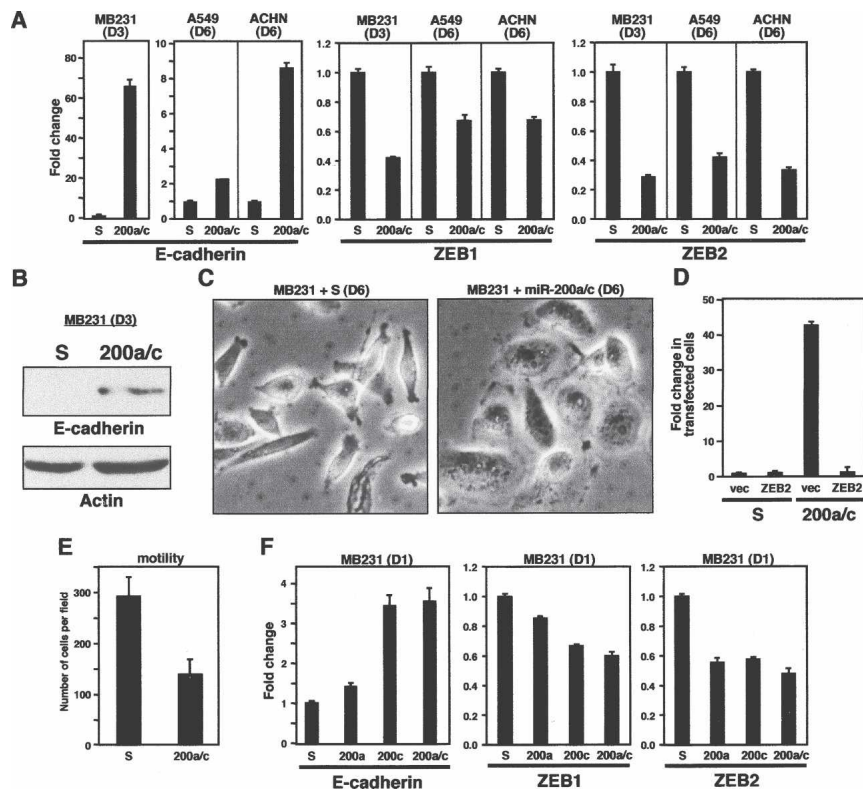 A
MB231 (D3)
A549 (D6)
ACHN (D6)
MB231 (D3)
A549 (D6)
ACHN (D6)
MB231 (D3)
A549 (D6)
ACHN (D6)
Fold change
80
60
40
20
0
10
8
6
4
2
0
1.2
1.0
0.8
0.6
0.4
0.2
0.0
1.2
1.0
0.8
0.6
0.4
0.2
0.0
S 200a/c S 200a/c S 200a/c
E-cadherin
S 200a/c S 200a/c S 200a/c
ZEB1
S 200a/c S 200a/c S 200a/c
ZEB2
B
MB231 (D3)
S 200a/c
E-cadherin
Actin
C
MB231 + S (D6)
MB231 + miR-200a/c (D6)
D
Fold change in transfected cells
50
40
30
20
10
0
vec ZEB2 vec ZEB2
S 200a/c
E
motility
Number of cells per field
300
200
100
0
S 200a/c
F
MB231 (D1)
Fold change
4
3
2
1
0
S 200a 200c 200a/c
E-cadherin
MB231 (D1)
1.2
1.0
0.8
0.6
0.4
0.2
0.0
S 200a 200c 200a/c
ZEB1
MB231 (D1)
1.2
1.0
0.8
0.6
0.4
0.2
0.0
S 200a 200c 200a/c
ZEB2